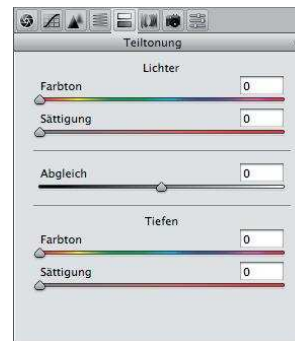 Teiltonung
Lichter
Farbton 0
Sättigung 0
Abgleich 0
Tiefen
Farbton 0
Sättigung 0